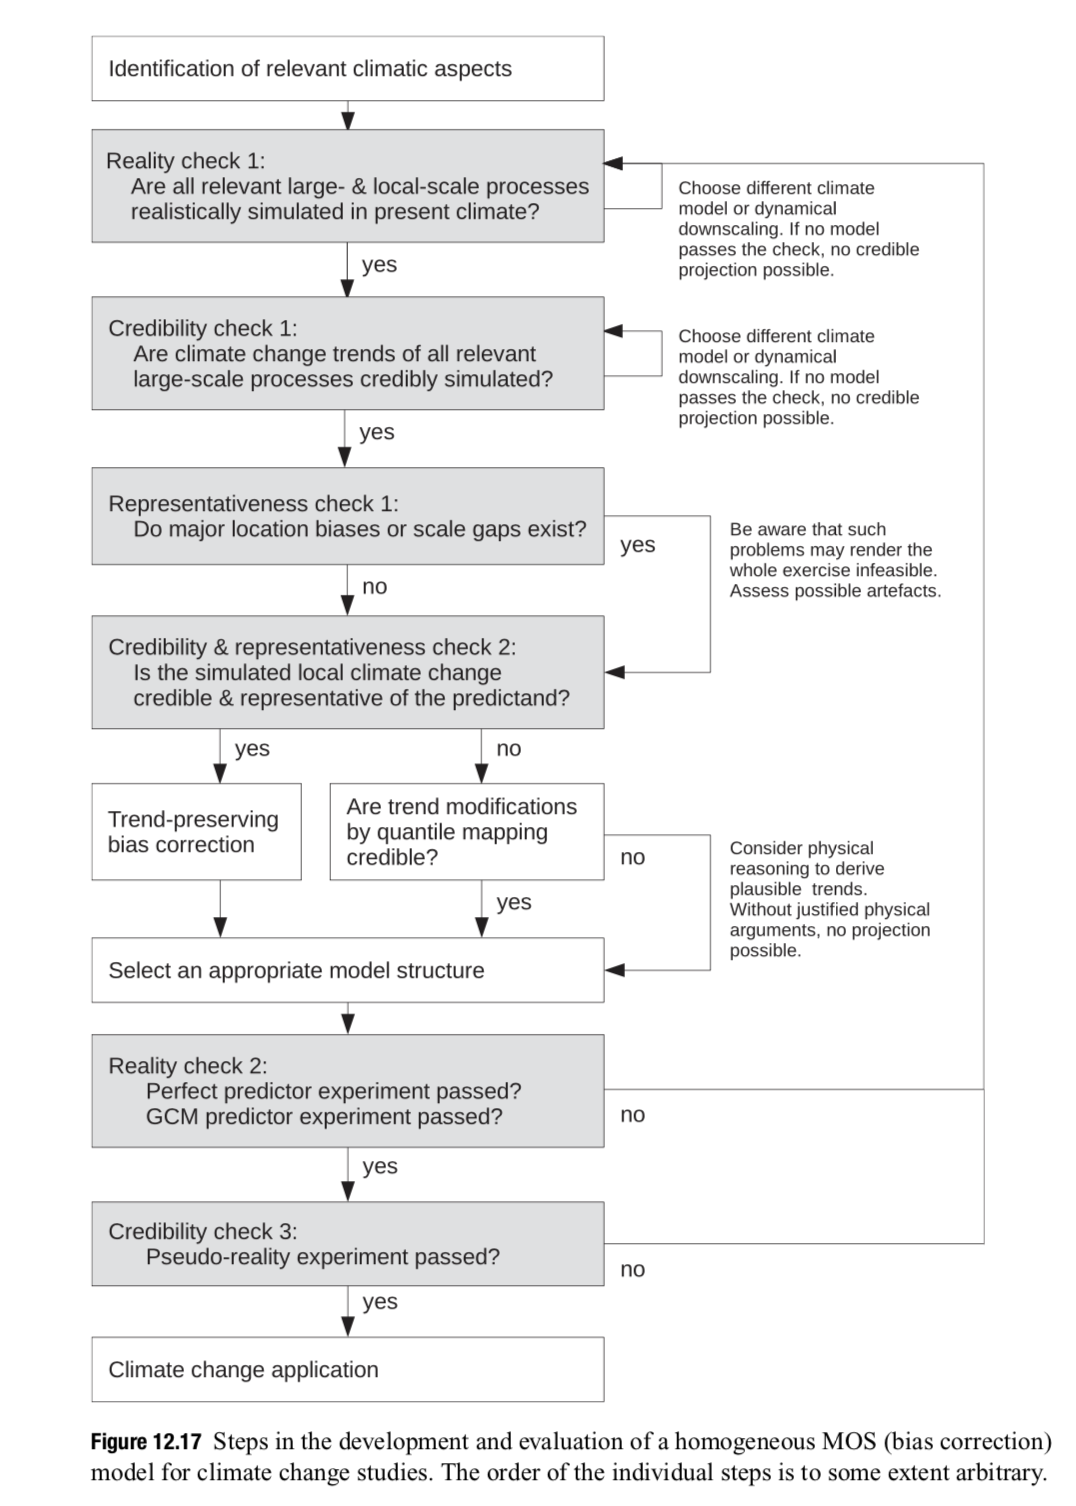 Identification of relevant climatic aspects
Reality check 1:
Are all relevant large- & local-scale processes
realistically simulated in present climate?
Choose different climate
model or dynamical
downscaling. If no model
passes the check, no credible
projection possible.
yes
Credibility check 1:
Are climate change trends of all relevant
large-scale processes credibly simulated?
Choose different climate
model or dynamical
downscaling. If no model
passes the check, no credible
projection possible.
yes
Representativeness check 1:
Do major location biases or scale gaps exist?
yes
Be aware that such
problems may render the
whole exercise infeasible.
Assess possible artefacts.
no
Credibility & representativeness check 2:
Is the simulated local climate change
credible & representative of the predictand?
yes
no
Trend-preserving
bias correction
Are trend modifications
by quantile mapping
credible?
no
Consider physical
reasoning to derive
plausible trends.
Without justified physical
arguments, no projection
possible.
yes
Select an appropriate model structure
Reality check 2:
Perfect predictor experiment passed?
GCM predictor experiment passed?
no
yes
Credibility check 3:
Pseudo-reality experiment passed?
no
yes
Climate change application
Figure 12.17 Steps in the development and evaluation of a homogeneous MOS (bias correction)
model for climate change studies. The order of the individual steps is to some extent arbitrary.